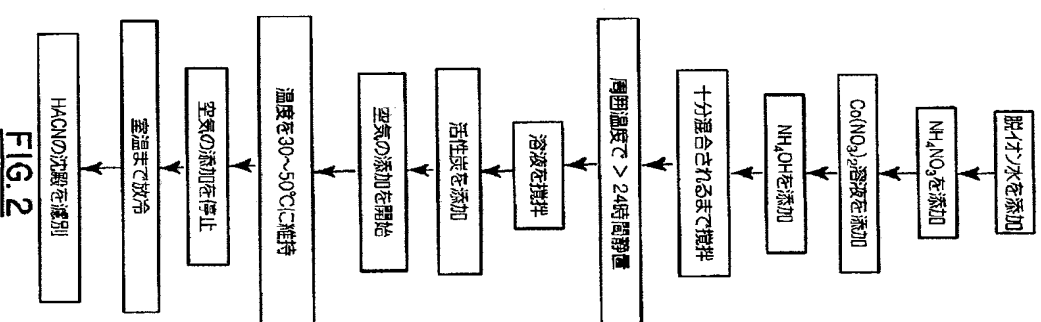 脱イオン水を添加
NH₄NO₃を添加
Co(NO₃)₂溶液を添加
NH₄OHを添加
十分混合されるまで撹拌
周囲温度で > 24時間静置
溶液を撹拌
活性炭を添加
空気の添加を開始
温度を30～50℃に維持
空気の添加を停止
室温まで放冷
HACNの沈殿を濾別
FIG. 2